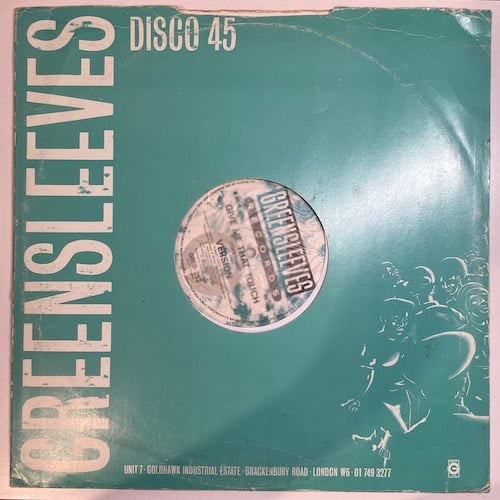 GREENSLEEVES
DISCO 45
GREENSLEEVES
RECORDS
GIVE ME THAT TOUCH
VERSION
UNIT 7 · GOLDHAWK INDUSTRIAL ESTATE · BRACKENBURY ROAD · LONDON W6 · 01 749 3277
G